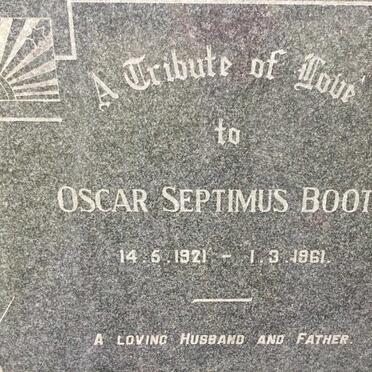 A Tribute of Love
to
OSCAR SEPTIMUS BOOT
14.5.1921 - 1.3.1961.
A LOVING HUSBAND AND FATHER.